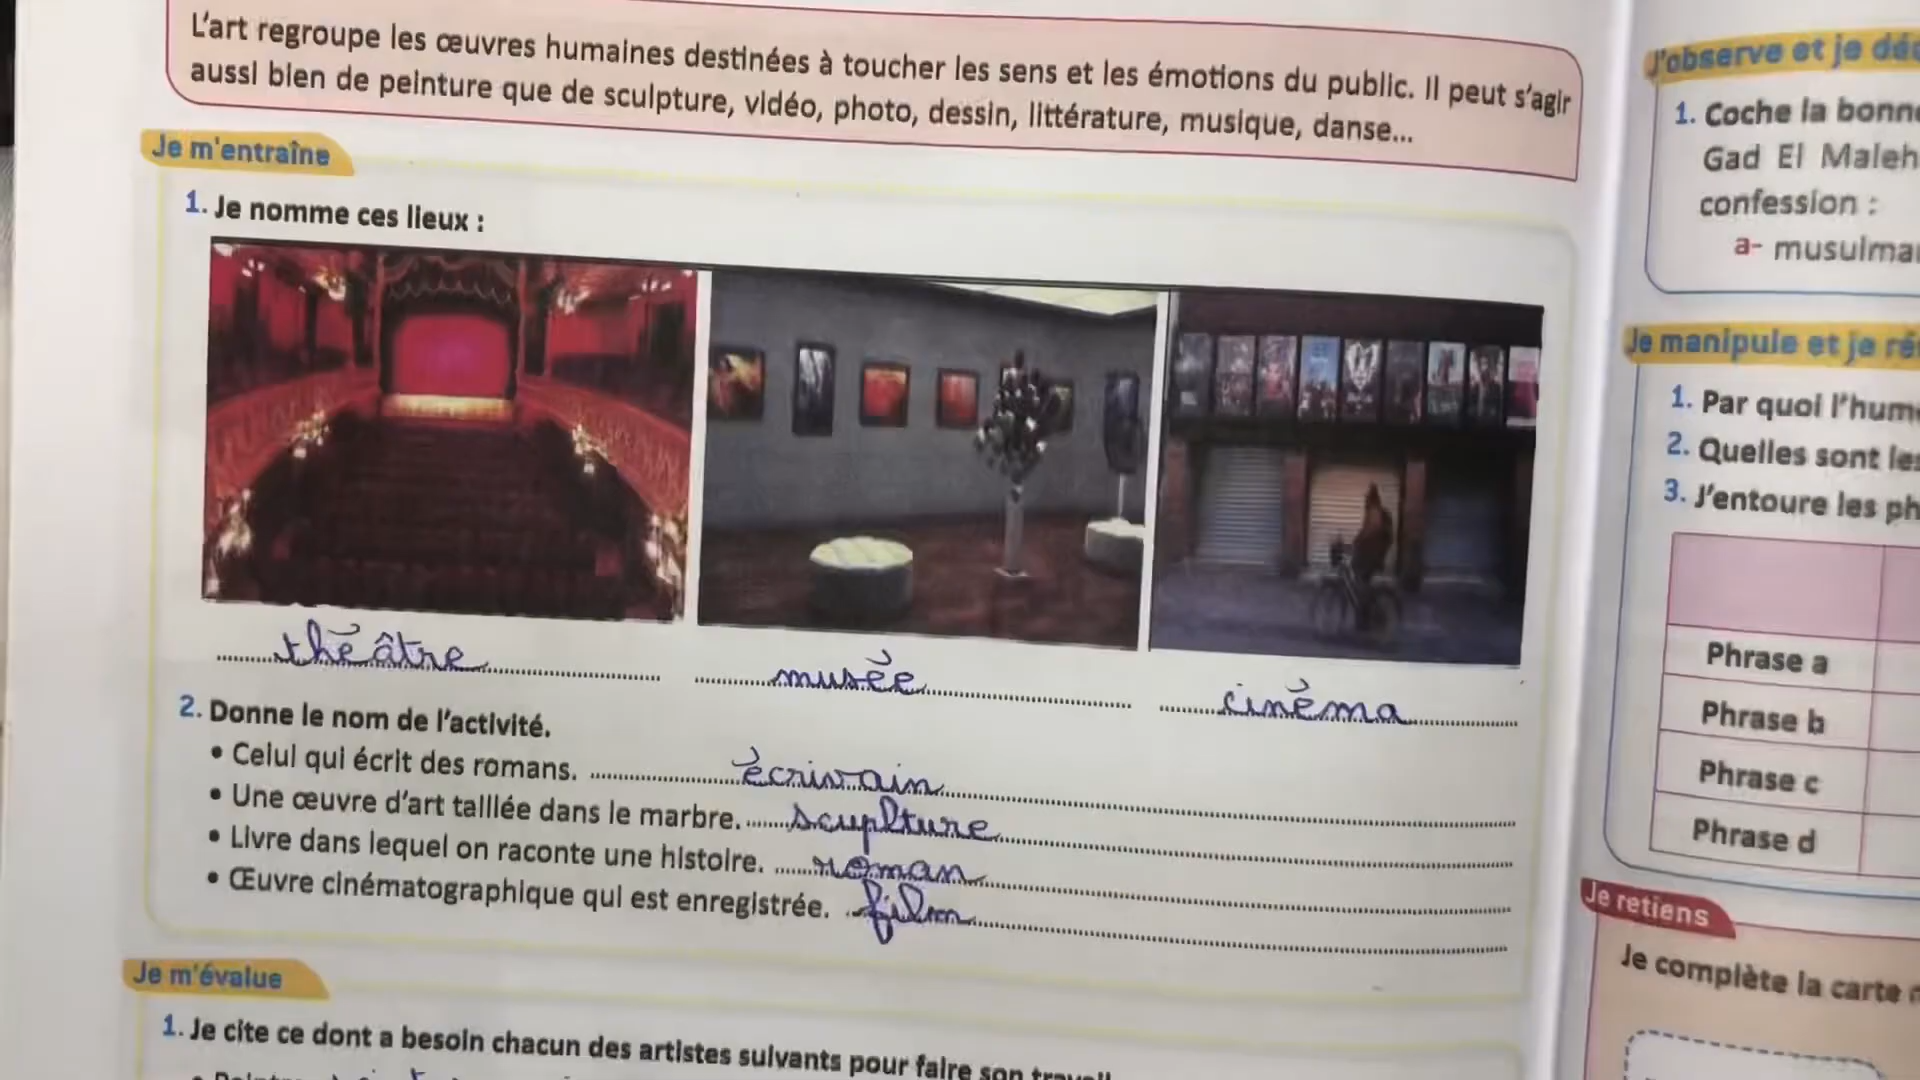 L'art regroupe les œuvres humaines destinées à toucher les sens et les émotions du public. Il peut s'agir
aussi bien de peinture que de sculpture, vidéo, photo, dessin, littérature, musique, danse...
Je m'entraîne
1. Je nomme ces lieux :
théâtre musée cinéma
2. Donne le nom de l'activité.
• Celui qui écrit des romans. écrivain
• Une œuvre d'art taillée dans le marbre. scuplture
• Livre dans lequel on raconte une histoire. roman
• Œuvre cinématographique qui est enregistrée. film
Je m'évalue
1. Je cite ce dont a besoin chacun des artistes suivants pour faire son travail
J'observe et je déc
1. Coche la bonne
Gad El Maleh
confession :
a- musulma
Je manipule et je ré
1. Par quoi l'hum
2. Quelles sont les
3. J'entoure les ph
Phrase a
Phrase b
Phrase c
Phrase d
Je retiens
Je complète la carte